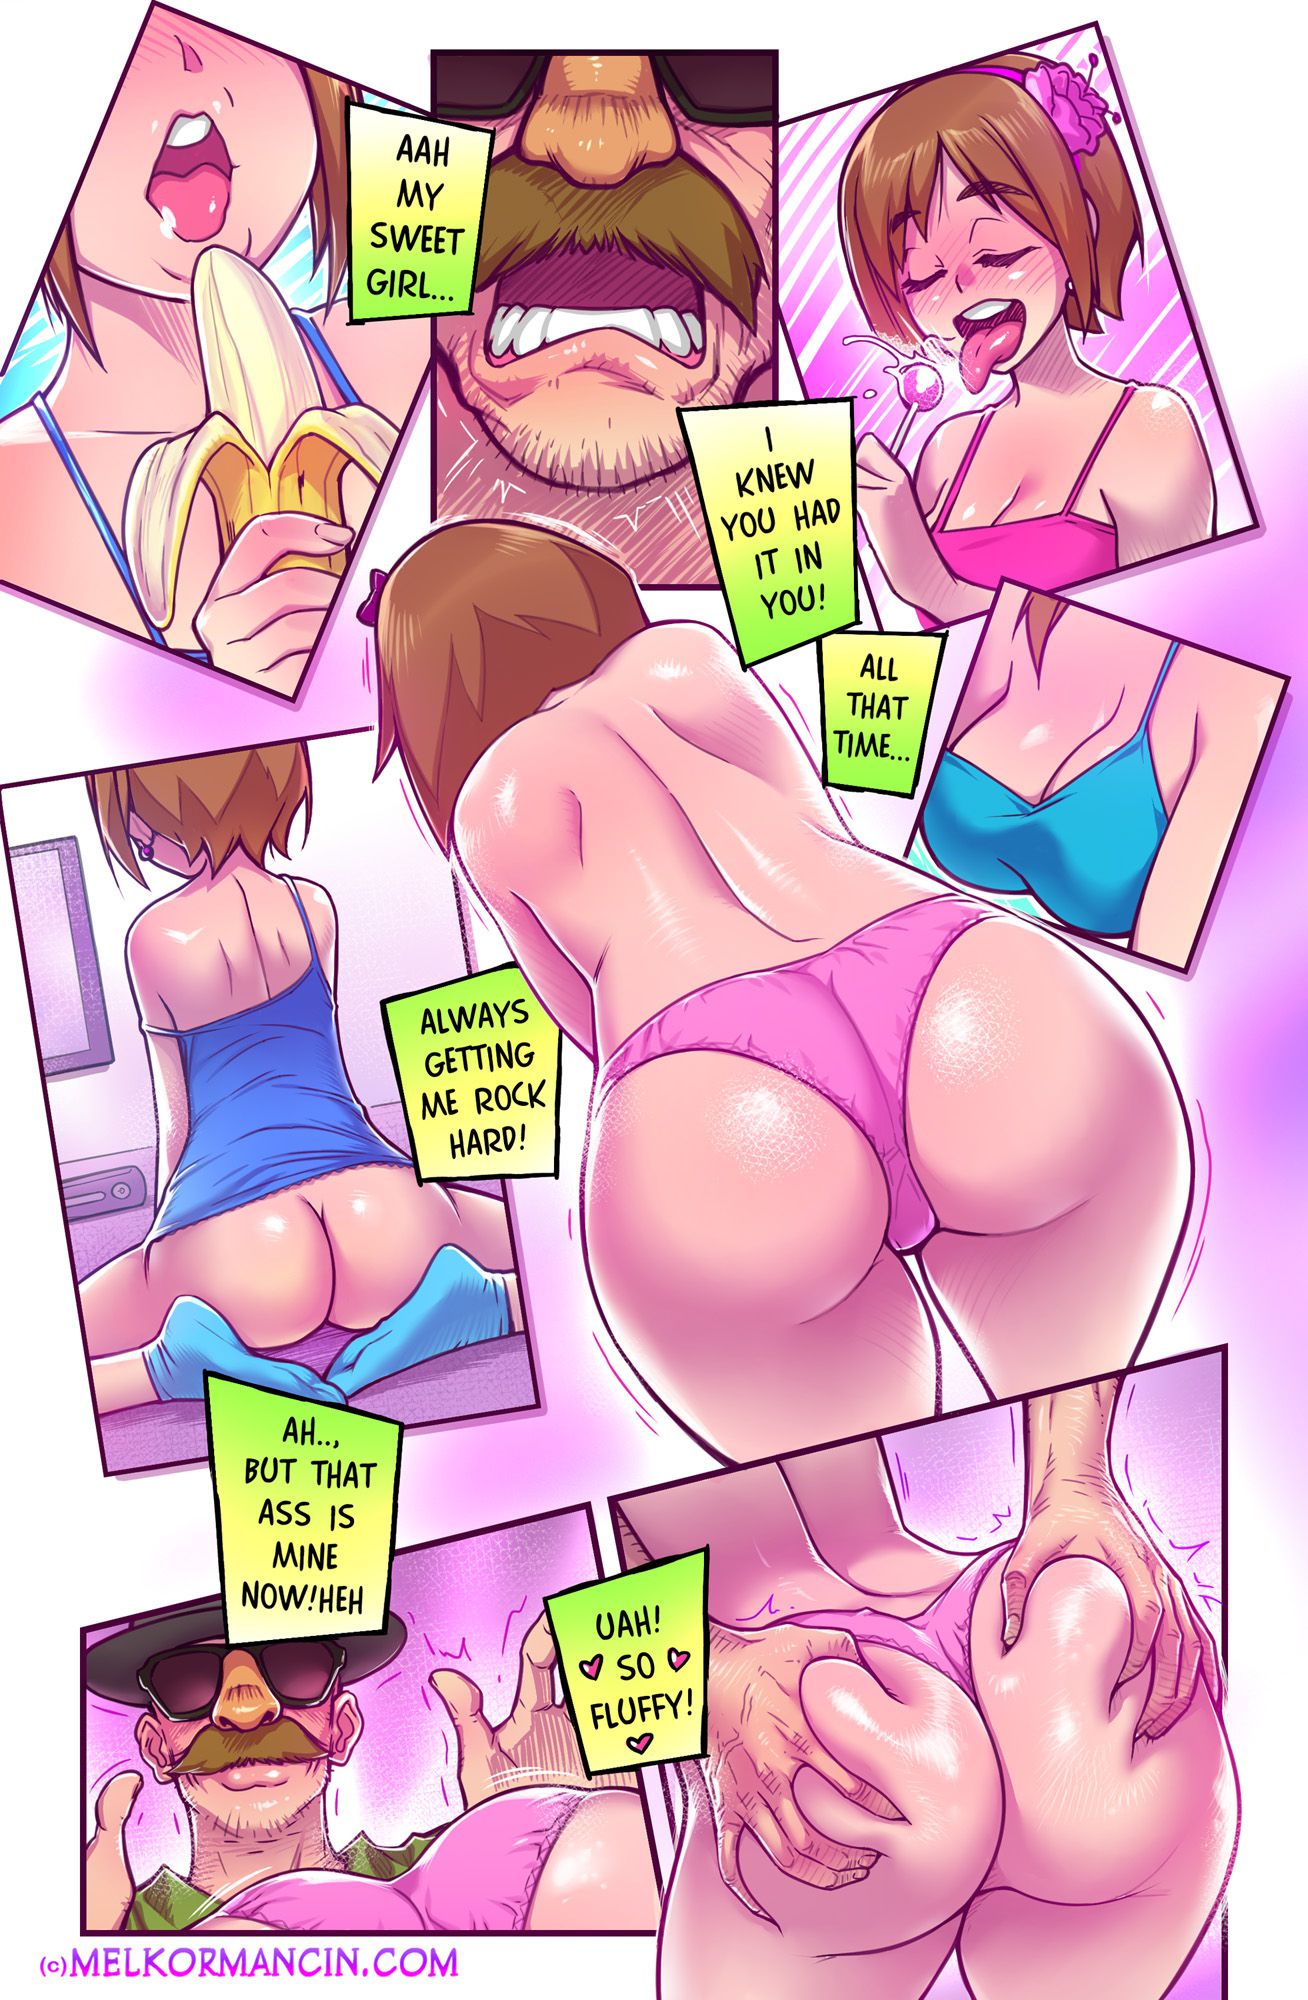 AAH
MY
SWEET
GIRL...
I
KNEW
YOU HAD
IT IN
YOU!
ALL
THAT
TIME...
ALWAYS
GETTING
ME ROCK
HARD!
AH..,
BUT THAT
ASS IS
MINE
NOW!HEH
UAH!
♥ SO ♥
FLUFFY!
♥
(c)MELKORMANCIN.COM